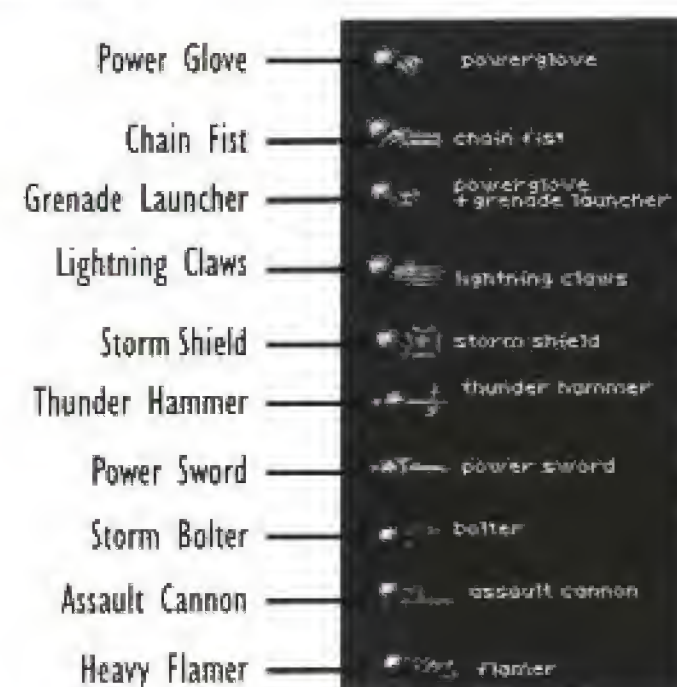 Power Glove powerglove
Chain Fist chain fist
Grenade Launcher powerglove
+grenade launcher
Lightning Claws lightning claws
Storm Shield storm shield
Thunder Hammer thunder hammer
Power Sword power sword
Storm Bolter bolter
Assault Cannon assault cannon
Heavy Flamer flamer